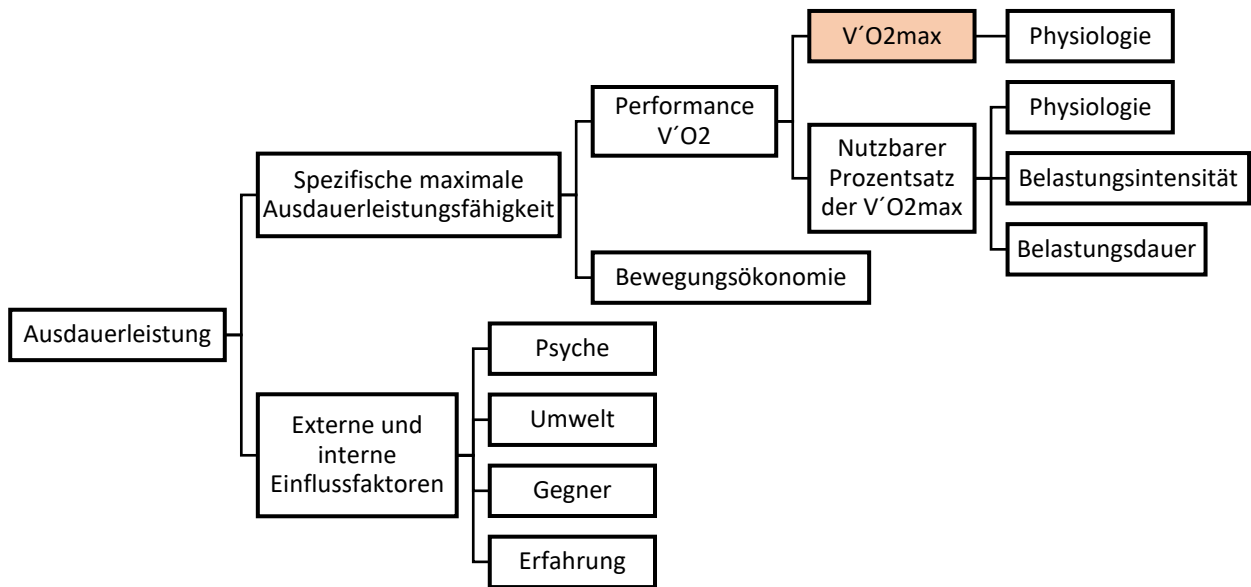 V´O2max
Physiologie
Performance
V´O2
Physiologie
Nutzbarer
Prozentsatz
der V´O2max
Spezifische maximale
Ausdauerleistungsfähigkeit
Belastungsintensität
Belastungsdauer
Bewegungsökonomie
Ausdauerleistung
Psyche
Externe und
interne
Einflussfaktoren
Umwelt
Gegner
Erfahrung